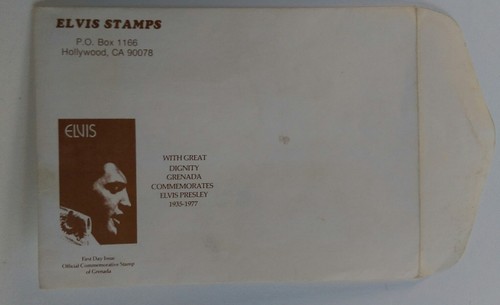 ELVIS STAMPS
P.O. Box 1166
Hollywood, CA 90078
ELVIS
WITH GREAT
DIGNITY
GRENADA
COMMEMORATES
ELVIS PRESLEY
1935-1977
First Day Issue
Official Commemorative Stamp
of Grenada